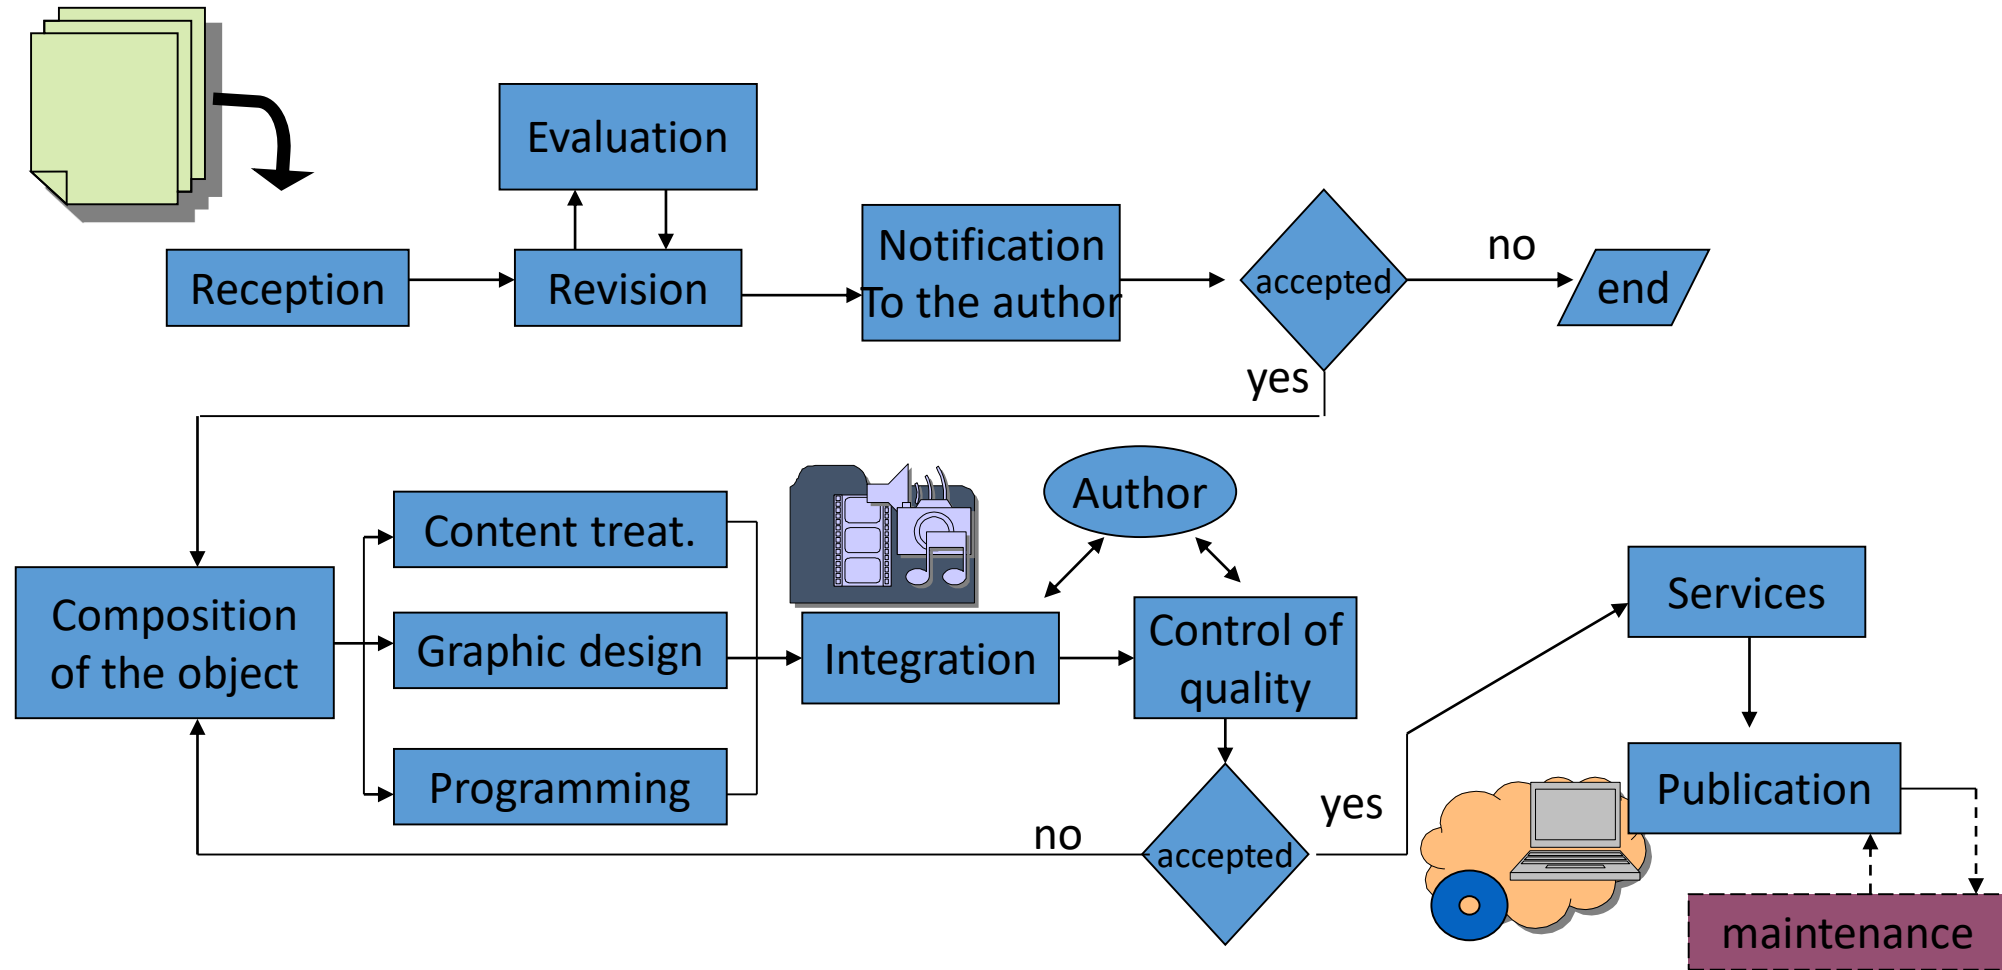 Evaluation
Reception
Revision
Notification
To the author
accepted
no
end
yes
Author
Content treat.
Composition
of the object
Graphic design
Programming
Integration
Control of
quality
Services
Publication
no
accepted
yes
maintenance